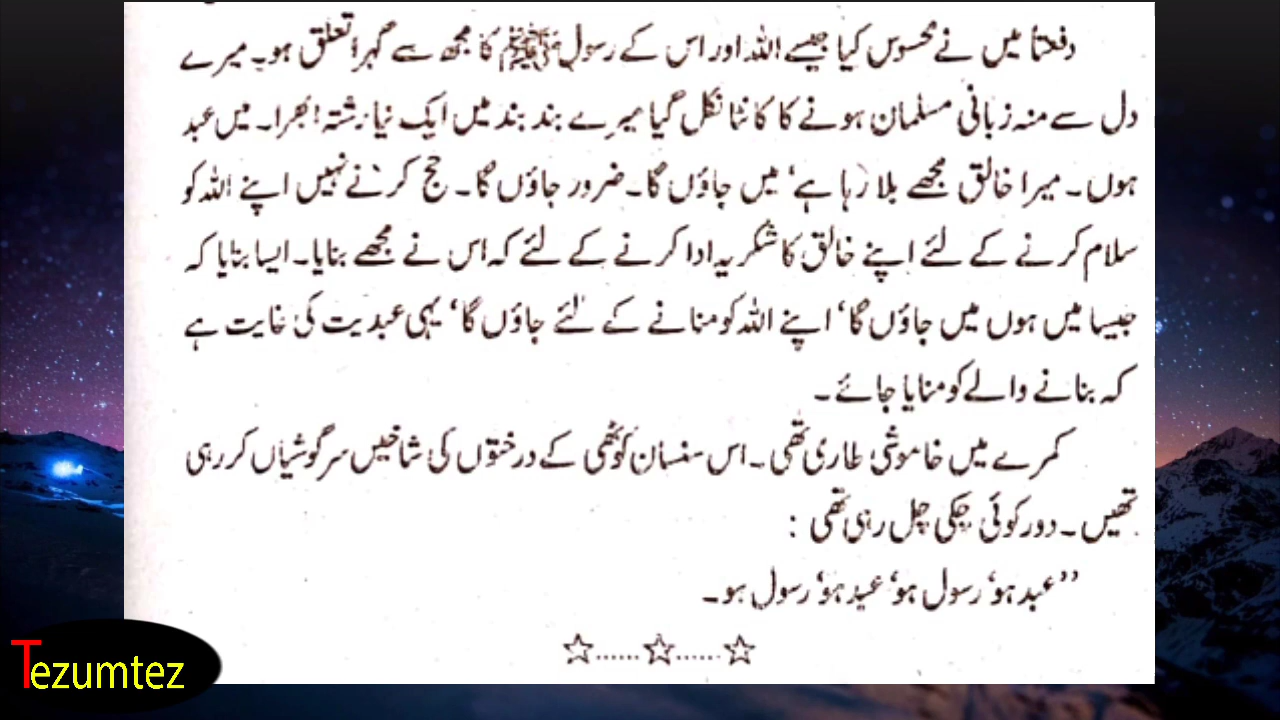 دفعتاً میں نے محسوس کیا جیسے اللہ اور اس کے رسول ﷺ کا مجھ سے گہرا تعلق ہو۔ میرے
دل سے منہ زبانی مسلمان ہونے کا کانٹا نکل گیا میرے بند بند میں ایک نیا رشتہ ابھرا۔ میں عبد
ہوں۔ میرا خالق مجھے بلا رہا ہے‘ میں جاؤں گا۔ ضرور جاؤں گا۔ حج کرنے نہیں اپنے اللہ کو
سلام کرنے کے لئے اپنے خالق کا شکریہ ادا کرنے کے لئے کہ اس نے مجھے بنایا۔ ایسا بنایا کہ
جیسا میں ہوں میں جاؤں گا‘ اپنے اللہ کو منانے کے لئے جاؤں گا‘ یہی عبدیت کی غایت ہے
کہ بنانے والے کو منایا جائے۔
کمرے میں خاموشی طاری تھی۔ اس سنسان کوٹھی کے درختوں کی شاخیں سرگوشیاں کر رہی
تھیں۔ دور کوئی چکی چل رہی تھی :
’’عبد ہو‘ رسول ہو‘ عبد ہو‘ رسول ہو۔
☆......☆......☆
Tezumtez